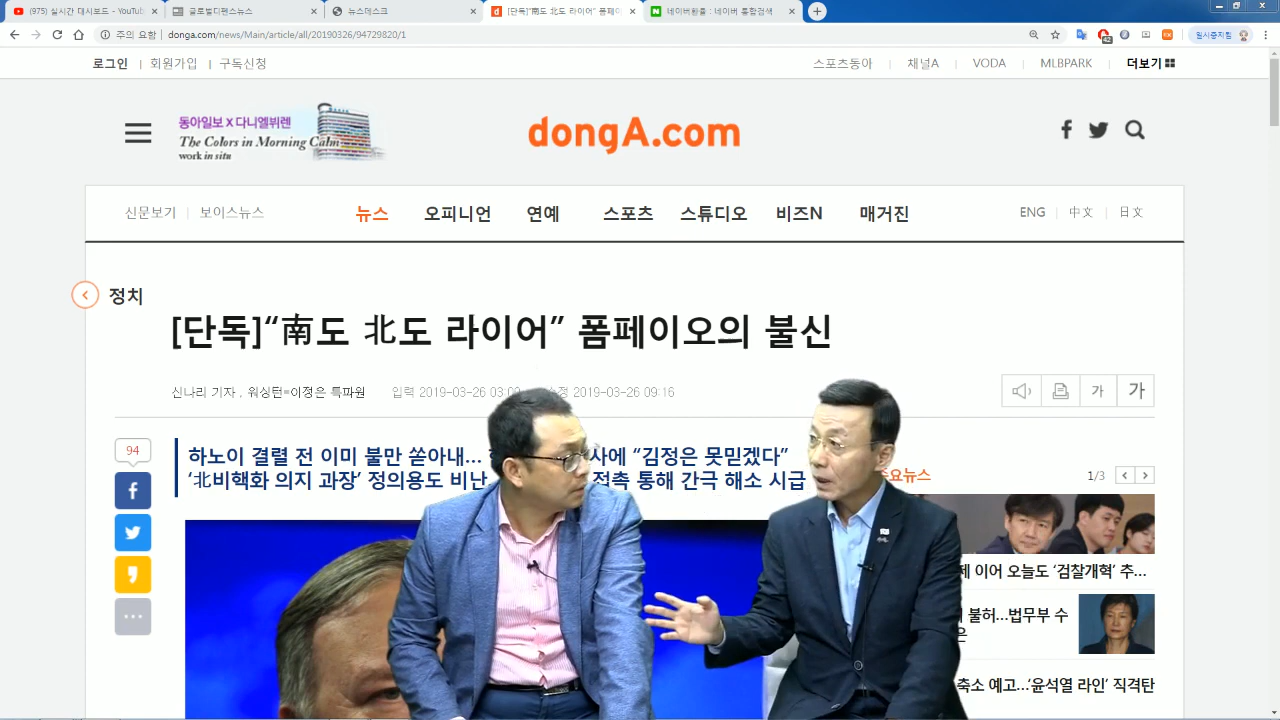 (975) 실시간 대시보드 - YouTub
글로벌디펜스뉴스
뉴스데스크
[단독]"南도 北도 라이어" 폼페이
네이버환율 : 네이버 통합검색
주의 요함 | donga.com/news/Main/article/all/20190326/94729820/1
42
일시중지됨
로그인 | 회원가입 | 구독신청
스포츠동아 | 채널A | VODA | MLBPARK | 더보기
동아일보 X 다니엘뷔렌
The Colors in Morning Calm
work in situ
dongA.com
신문보기 | 보이스뉴스
뉴스 오피니언 연예 스포츠 스튜디오 비즈N 매거진
ENG | 中文 | 日文
정치
[단독]“南도 北도 라이어” 폼페이오의 불신
신나리 기자 , 워싱턴=이정은 특파원
입력 2019-03-26 03:00 2019-03-26 09:16
가 가
94
하노이 결렬 전 이미 불만 쏟아내… 사에 “김정은 못믿겠다”
‘北비핵화 의지 과장’ 정의용도 비난 접촉 통해 간극 해소 시급
요뉴스
1/3
제 이어 오늘도 ‘검찰개혁’ 추…
불허…법무부 수
은
축소 예고…‘윤석열 라인’ 직격탄